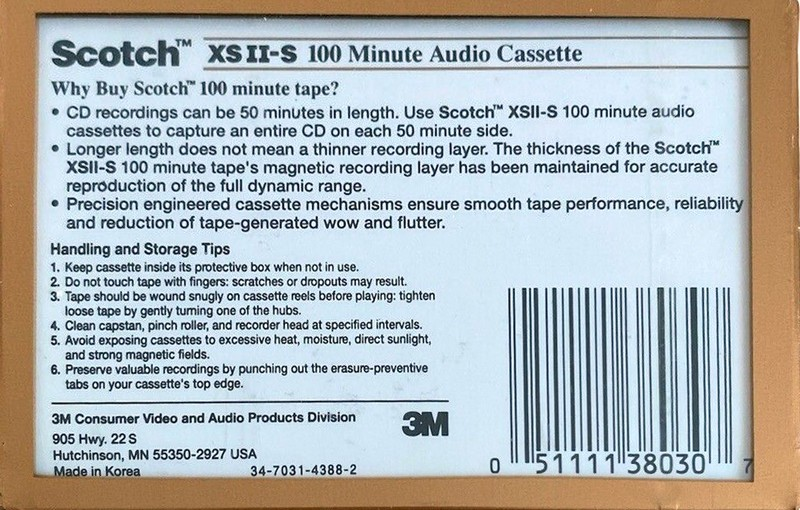 Scotch™ XSII-S 100 Minute Audio Cassette
Why Buy Scotch™ 100 minute tape?
• CD recordings can be 50 minutes in length. Use Scotch™ XSII-S 100 minute audio
cassettes to capture an entire CD on each 50 minute side.
• Longer length does not mean a thinner recording layer. The thickness of the Scotch™
XSII-S 100 minute tape's magnetic recording layer has been maintained for accurate
reproduction of the full dynamic range.
• Precision engineered cassette mechanisms ensure smooth tape performance, reliability
and reduction of tape-generated wow and flutter.
Handling and Storage Tips
1. Keep cassette inside its protective box when not in use.
2. Do not touch tape with fingers: scratches or dropouts may result.
3. Tape should be wound snugly on cassette reels before playing: tighten
loose tape by gently turning one of the hubs.
4. Clean capstan, pinch roller, and recorder head at specified intervals.
5. Avoid exposing cassettes to excessive heat, moisture, direct sunlight,
and strong magnetic fields.
6. Preserve valuable recordings by punching out the erasure-preventive
tabs on your cassette's top edge.
3M Consumer Video and Audio Products Division
3M
905 Hwy. 22 S
Hutchinson, MN 55350-2927 USA
Made in Korea 34-7031-4388-2
0 51111 38030 7